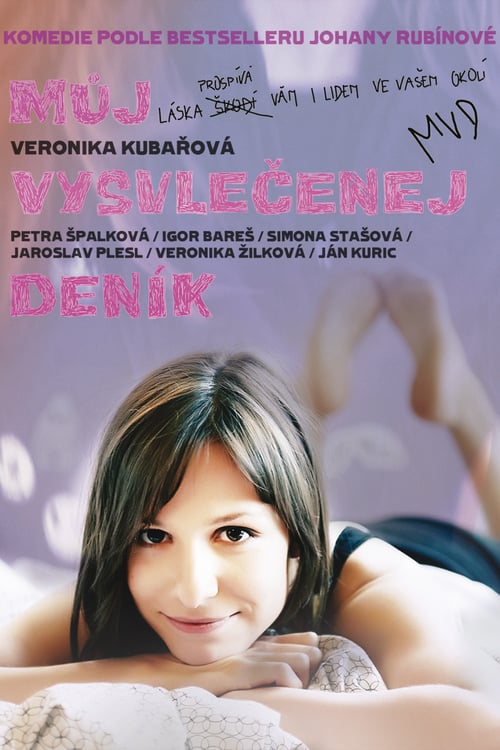 KOMEDIE PODLE BESTSELLERU JOHANY RUBÍNOVÉ
MŮJ
PROSPÍVÁ
LÁSKA ŠKODÍ VÁM I LIDEM VE VAŠEM OKOLÍ
MVD
VERONIKA KUBAŘOVÁ
VYSVLEČENEJ
PETRA ŠPALKOVÁ / IGOR BAREŠ / SIMONA STAŠOVÁ /
JAROSLAV PLESL / VERONIKA ŽILKOVÁ / JÁN KURIC
DENÍK